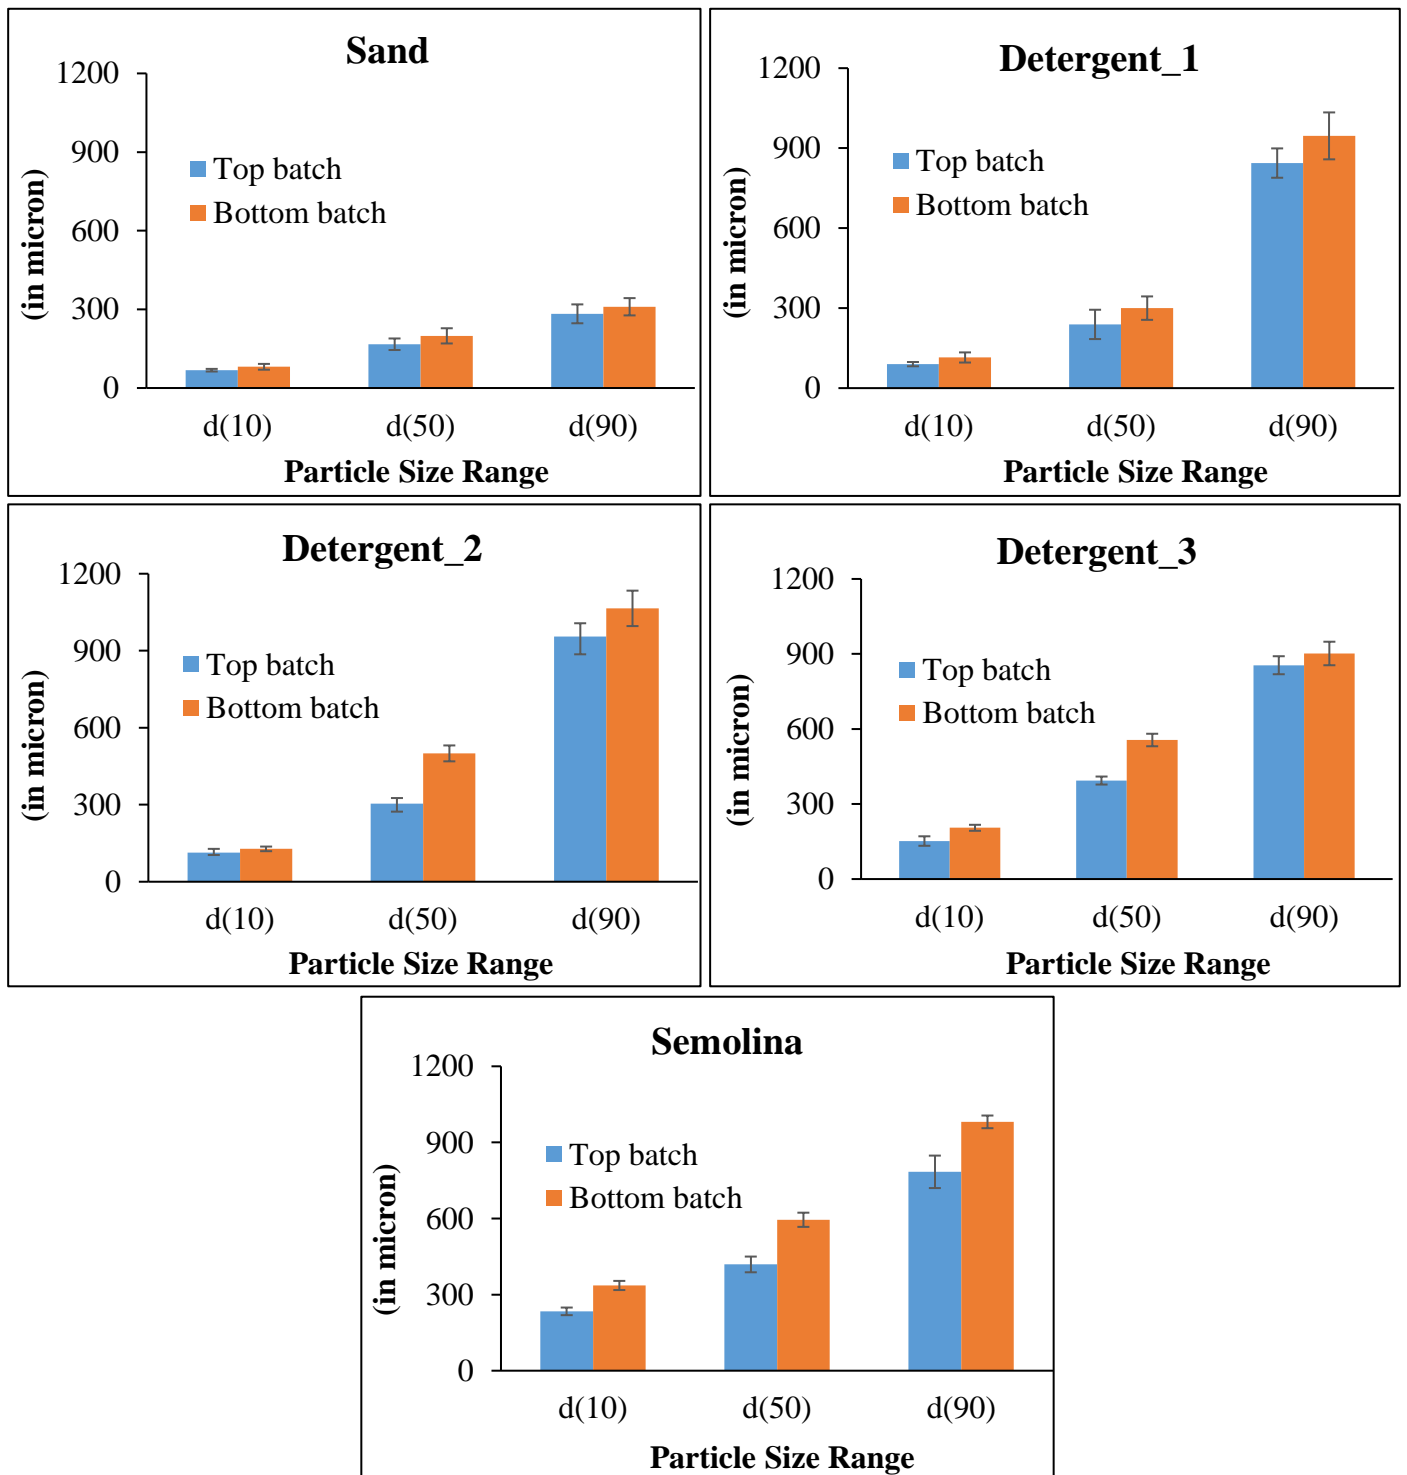 Sand
1200
900
600
300
0
(in micron)
Top batch
Bottom batch
d(10) d(50) d(90)
Particle Size Range
Detergent_1
1200
900
600
300
0
(in micron)
Top batch
Bottom batch
d(10) d(50) d(90)
Particle Size Range
Detergent_2
1200
900
600
300
0
(in micron)
Top batch
Bottom batch
d(10) d(50) d(90)
Particle Size Range
Detergent_3
1200
900
600
300
0
(in micron)
Top batch
Bottom batch
d(10) d(50) d(90)
Particle Size Range
Semolina
1200
900
600
300
0
(in micron)
Top batch
Bottom batch
d(10) d(50) d(90)
Particle Size Range